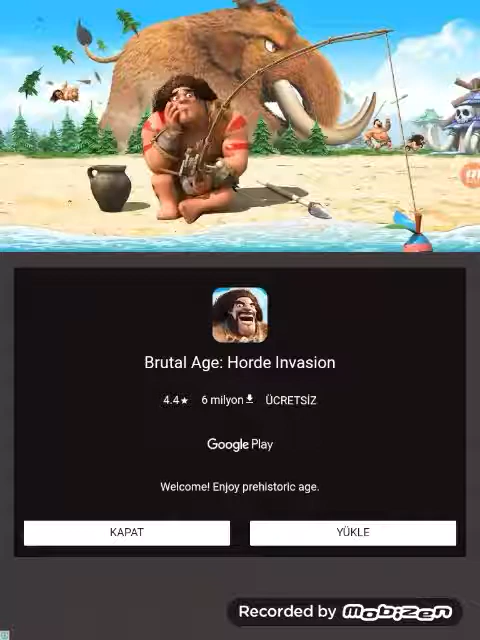 Brutal Age: Horde Invasion
4.4★ 6 milyon ÜCRETSİZ
Google Play
Welcome! Enjoy prehistoric age.
KAPAT YÜKLE
Recorded by Mobizen